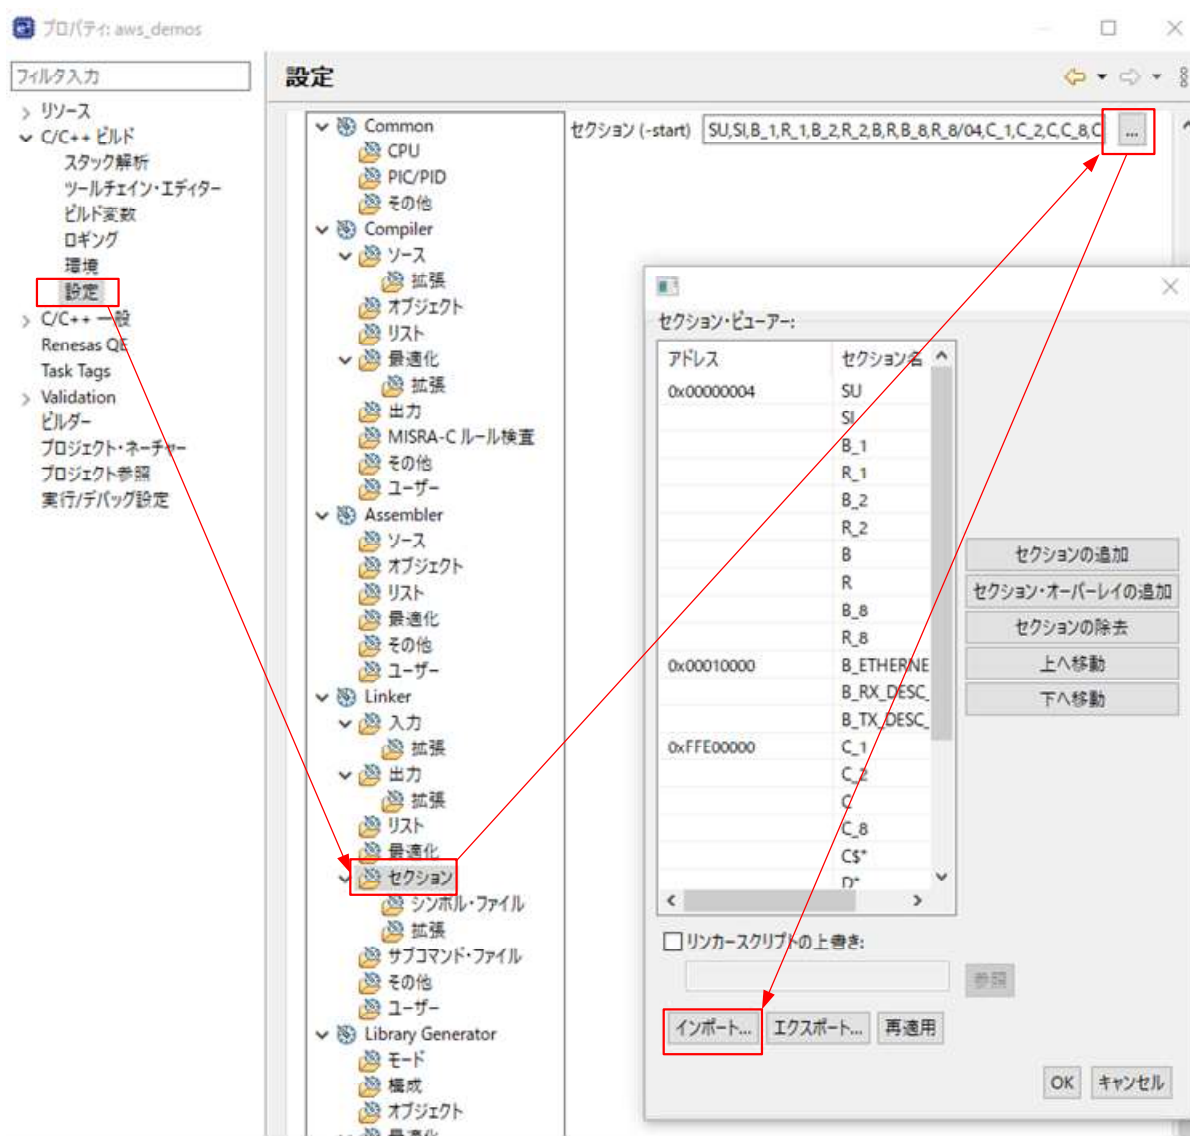 プロパティ: aws_demos
フィルタ入力
リソース
C/C++ ビルド
スタック解析
ツールチェイン・エディター
ビルド変数
ロギング
環境
設定
C/C++ 一般
Renesas QE
Task Tags
Validation
ビルダー
プロジェクト・ネーチャー
プロジェクト参照
実行/デバッグ設定
設定
Common
CPU
PIC/PID
その他
Compiler
ソース
拡張
オブジェクト
リスト
最適化
拡張
出力
MISRA-C ルール検査
その他
ユーザー
Assembler
ソース
オブジェクト
リスト
最適化
その他
ユーザー
Linker
入力
拡張
出力
拡張
リスト
最適化
セクション
シンボル・ファイル
拡張
サブコマンド・ファイル
その他
ユーザー
Library Generator
モード
構成
オブジェクト
最適化
セクション (-start) SU,SI,B_1,R_1,B_2,R_2,B,R,B_8,R_8/04,C_1,C_2,C,C_8,C ...
セクション・ビューアー:
アドレス セクション名
0x00000004 SU
SI
B_1
R_1
B_2
R_2
B
R
B_8
R_8
0x00010000 B_ETHERNE
B_RX_DESC_
B_TX_DESC_
0xFFE00000 C_1
C_2
C
C_8
C$*
D*
セクションの追加
セクション・オーバーレイの追加
セクションの除去
上へ移動
下へ移動
リンカースクリプトの上書き:
参照
インポート... エクスポート... 再適用
OK キャンセル